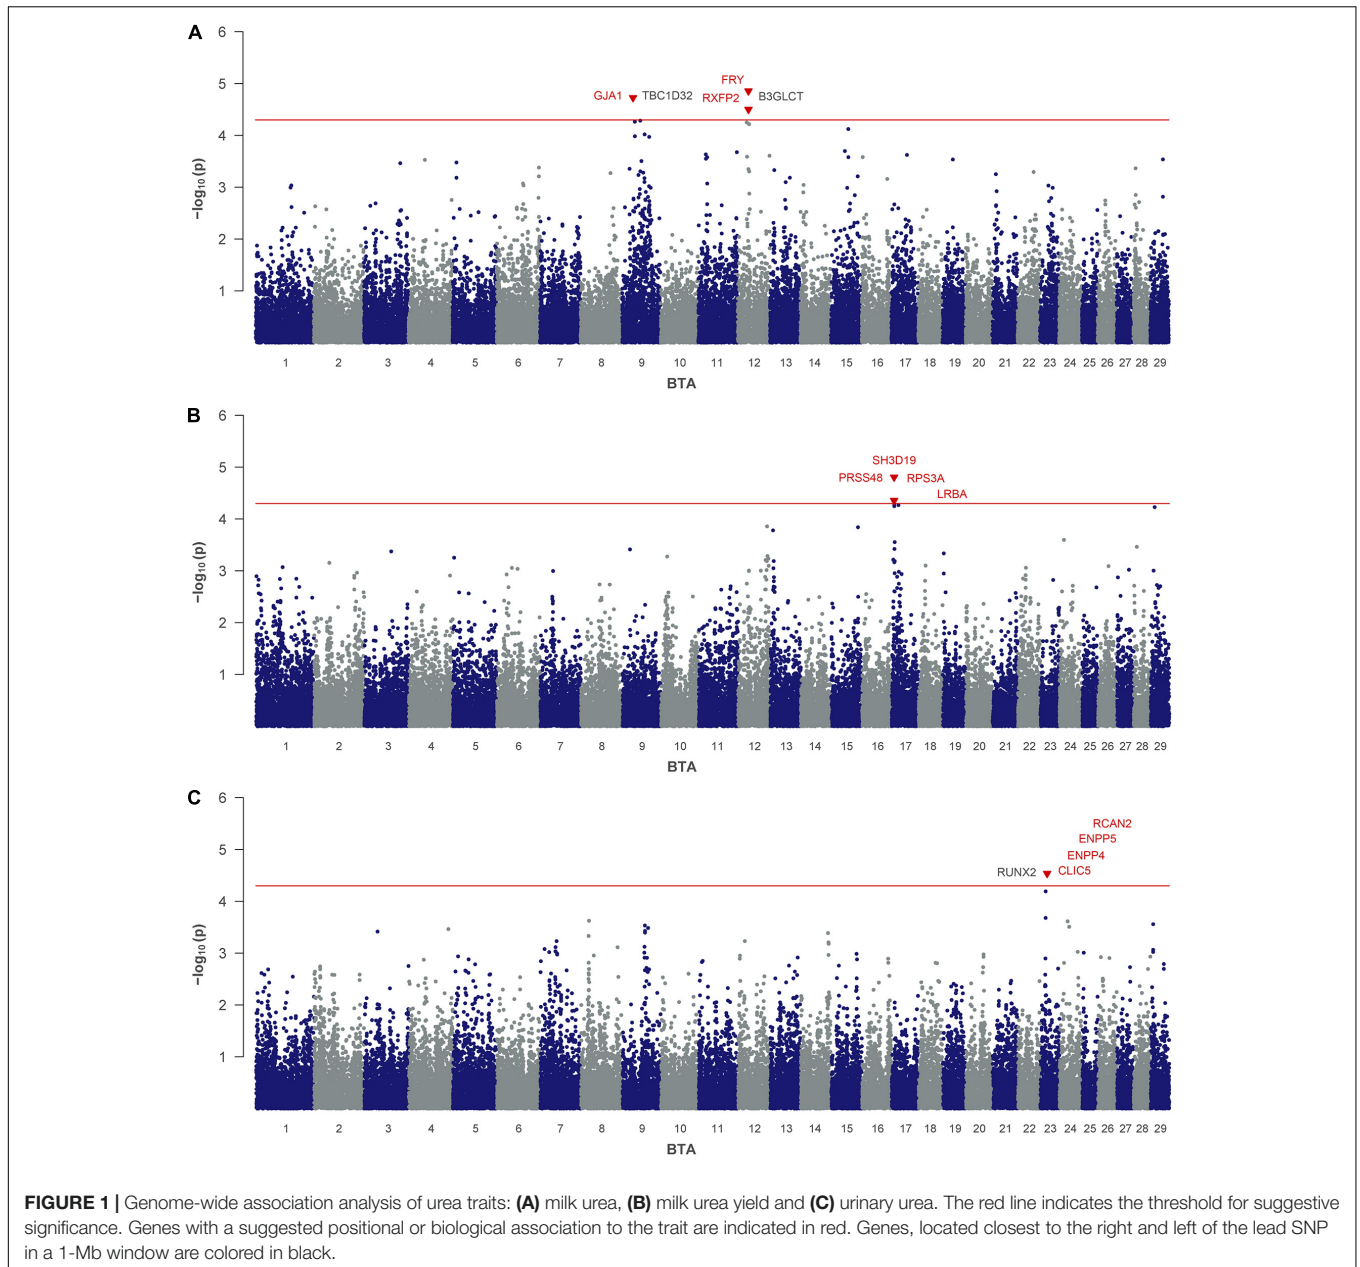 A
6
5
4
3
2
1
−log10(p)
FRY
GJA1 TBC1D32 RXFP2 B3GLCT
1 2 3 4 5 6 7 8 9 10 11 12 13 14 15 16 17 18 19 20 21 22 23 24 25 26 27 28 29
BTA
B
6
5
4
3
2
1
−log10(p)
SH3D19
PRSS48 RPS3A
LRBA
1 2 3 4 5 6 7 8 9 10 11 12 13 14 15 16 17 18 19 20 21 22 23 24 25 26 27 28 29
BTA
C
6
5
4
3
2
1
−log10(p)
RCAN2
ENPP5
ENPP4
RUNX2 CLIC5
1 2 3 4 5 6 7 8 9 10 11 12 13 14 15 16 17 18 19 20 21 22 23 24 25 26 27 28 29
BTA
FIGURE 1 | Genome-wide association analysis of urea traits: (A) milk urea, (B) milk urea yield and (C) urinary urea. The red line indicates the threshold for suggestive
significance. Genes with a suggested positional or biological association to the trait are indicated in red. Genes, located closest to the right and left of the lead SNP
in a 1-Mb window are colored in black.